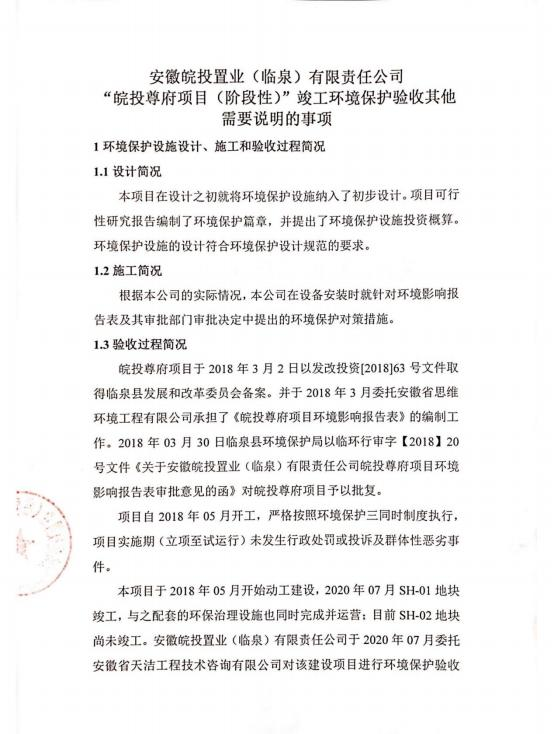 安徽皖投置业（临泉）有限责任公司
“皖投尊府项目（阶段性）”竣工环境保护验收其他
需要说明的事项
1 环境保护设施设计、施工和验收过程简况
1.1 设计简况
本项目在设计之初就将环境保护设施纳入了初步设计。项目可行
性研究报告编制了环境保护篇章，并提出了环境保护设施投资概算。
环境保护设施的设计符合环境保护设计规范的要求。
1.2 施工简况
根据本公司的实际情况，本公司在设备安装时就针对环境影响报
告表及其审批部门审批决定中提出的环境保护对策措施。
1.3 验收过程简况
皖投尊府项目于 2018 年 3 月 2 日以发改投资[2018]63 号文件取
得临泉县发展和改革委员会备案。并于 2018 年 3 月委托安徽省思维
环境工程有限公司承担了《皖投尊府项目环境影响报告表》的编制工
作。2018 年 03 月 30 日临泉县环境保护局以临环行审字【2018】20
号文件《关于安徽皖投置业（临泉）有限责任公司皖投尊府项目环境
影响报告表审批意见的函》对皖投尊府项目予以批复。
项目自 2018 年 05 月开工，严格按照环境保护三同时制度执行，
项目实施期（立项至试运行）未发生行政处罚或投诉及群体性恶劣事
件。
本项目于 2018 年 05 月开始动工建设，2020 年 07 月 SH-01 地块
竣工，与之配套的环保治理设施也同时完成并运营；目前 SH-02 地块
尚未竣工。安徽皖投置业（临泉）有限责任公司于 2020 年 07 月委托
安徽省天洁工程技术咨询有限公司对该建设项目进行环境保护验收